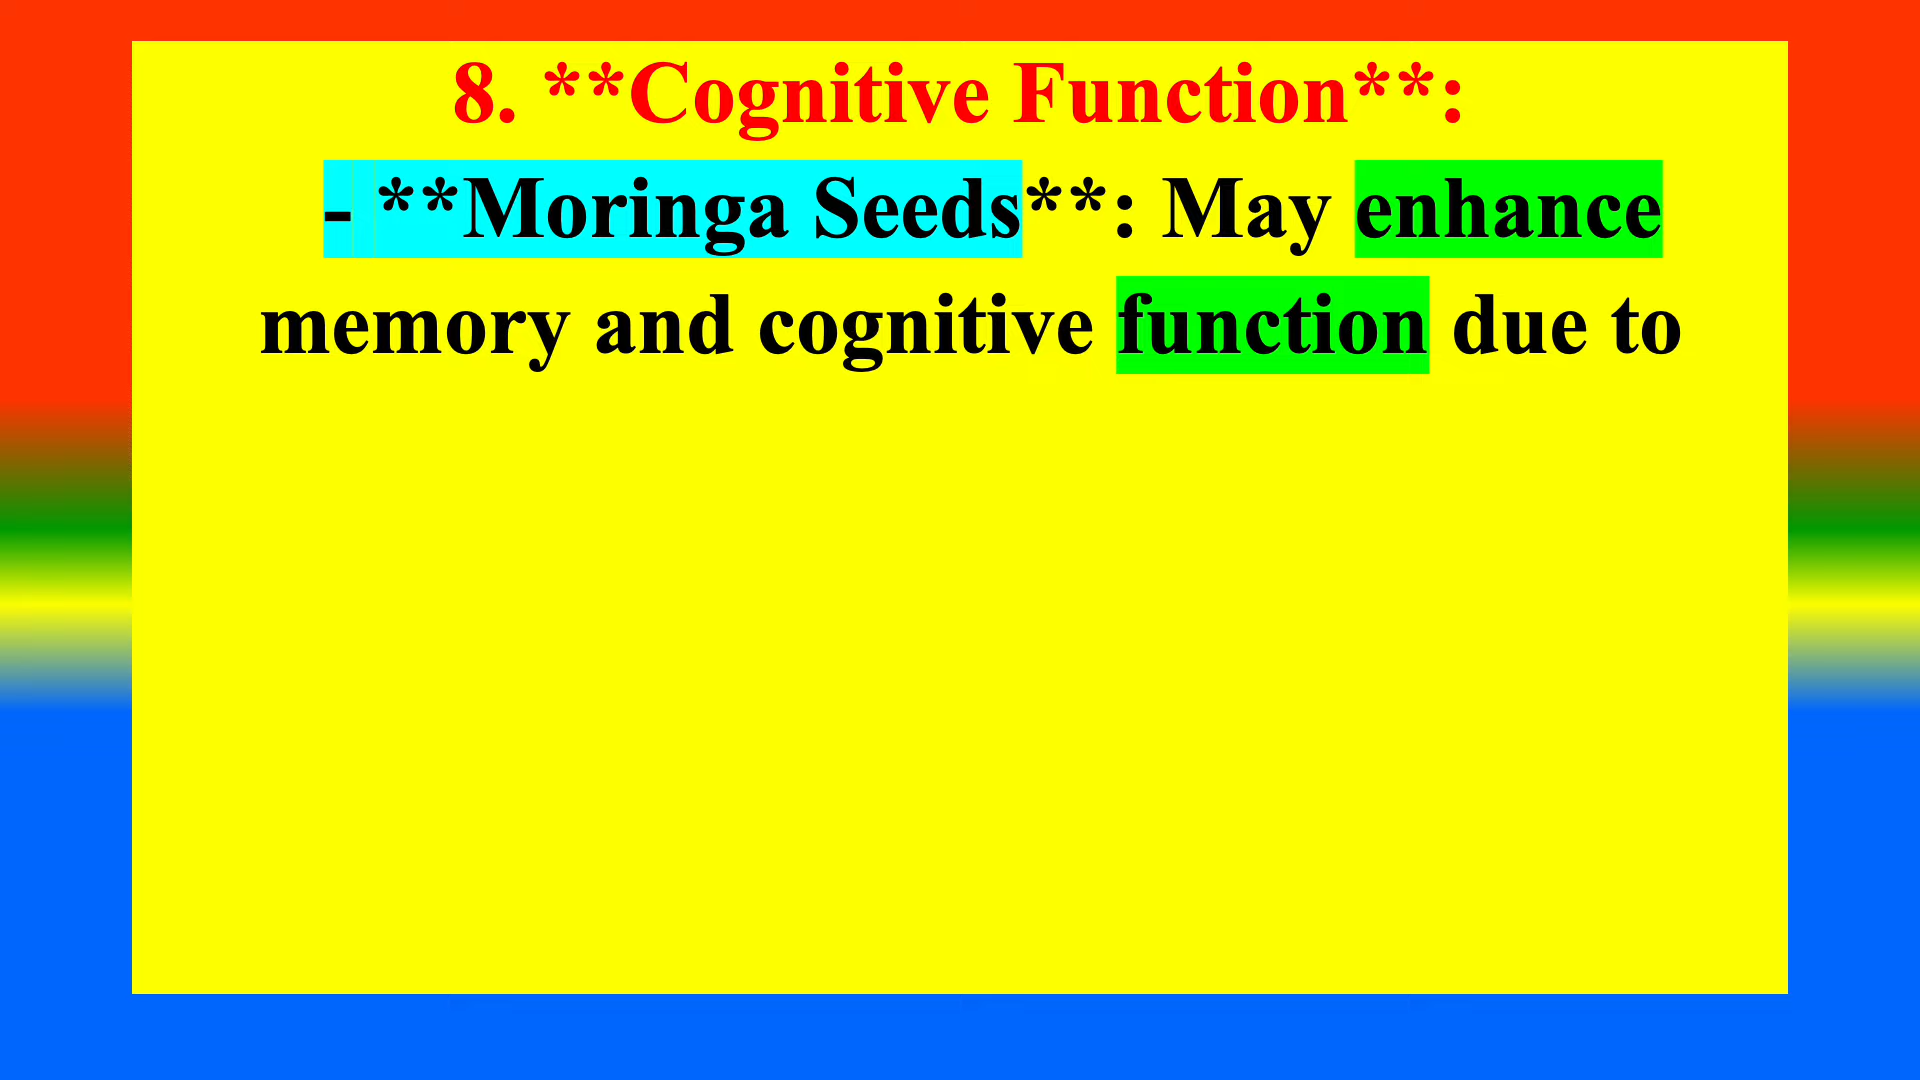 8. **Cognitive Function**:
- **Moringa Seeds**: May enhance
memory and cognitive function due to